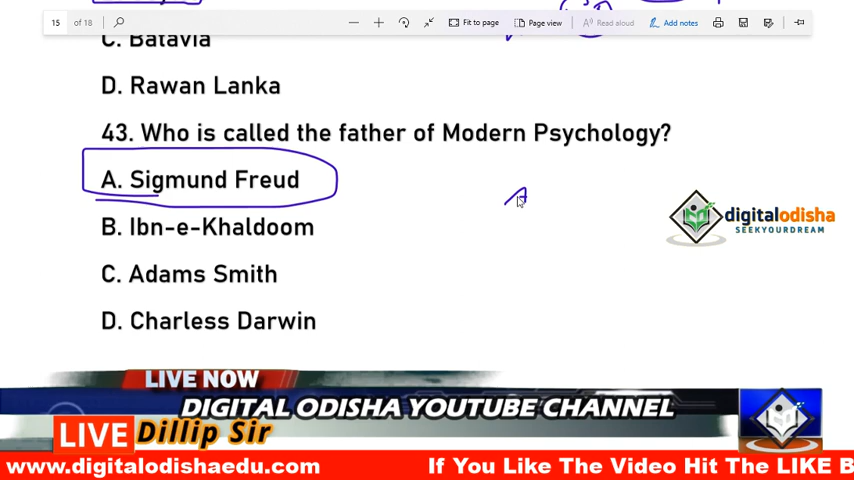 15 of 18 Fit to page Page view Read aloud Add notes
C. Batavia
D. Rawan Lanka
43. Who is called the father of Modern Psychology?
A. Sigmund Freud
A
B. Ibn-e-Khaldoom
digitalodisha
SEEKYOURDREAM
C. Adams Smith
D. Charless Darwin
LIVE NOW
DIGITAL ODISHA YOUTUBE CHANNEL
LIVE Dillip Sir
www.digitalodishaedu.com If You Like The Video Hit The LIKE B